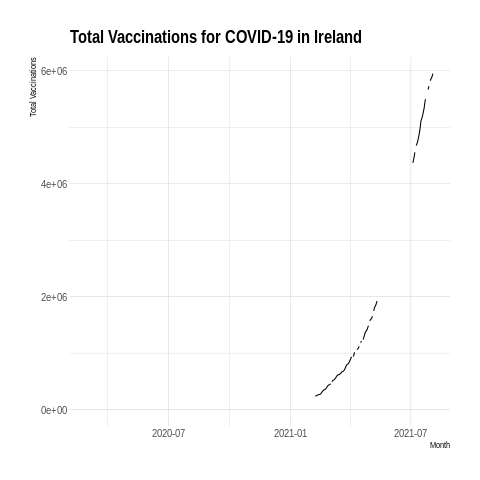 Total Vaccinations for COVID-19 in Ireland
Total Vaccinations
6e+06
4e+06
2e+06
0e+00
2020-07
2021-01
2021-07
Month